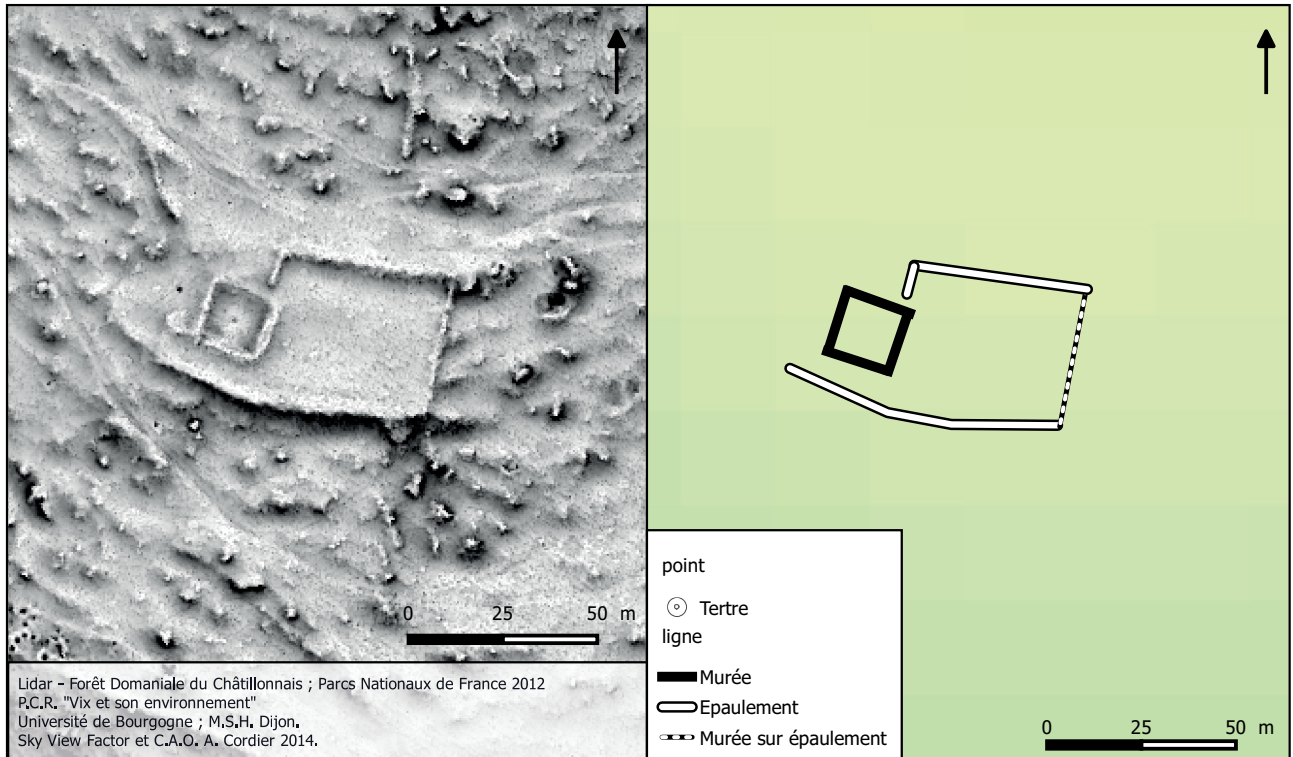 0 25 50 m
Lidar - Forêt Domaniale du Châtillonnais ; Parcs Nationaux de France 2012
P.C.R. "Vix et son environnement"
Université de Bourgogne ; M.S.H. Dijon.
Sky View Factor et C.A.O. A. Cordier 2014.
point
Tertre
ligne
Murée
Epaulement
Murée sur épaulement
0 25 50 m